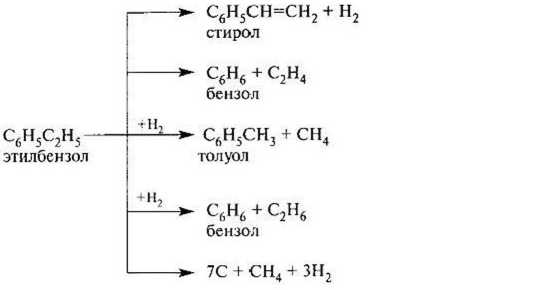 C₆H₅CH=CH₂ + H₂
стирол
C₆H₆ + C₂H₄
бензол
C₆H₅C₂H₅
этилбензол
+H₂
C₆H₅CH₃ + CH₄
толуол
+H₂
C₆H₆ + C₂H₆
бензол
7C + CH₄ + 3H₂